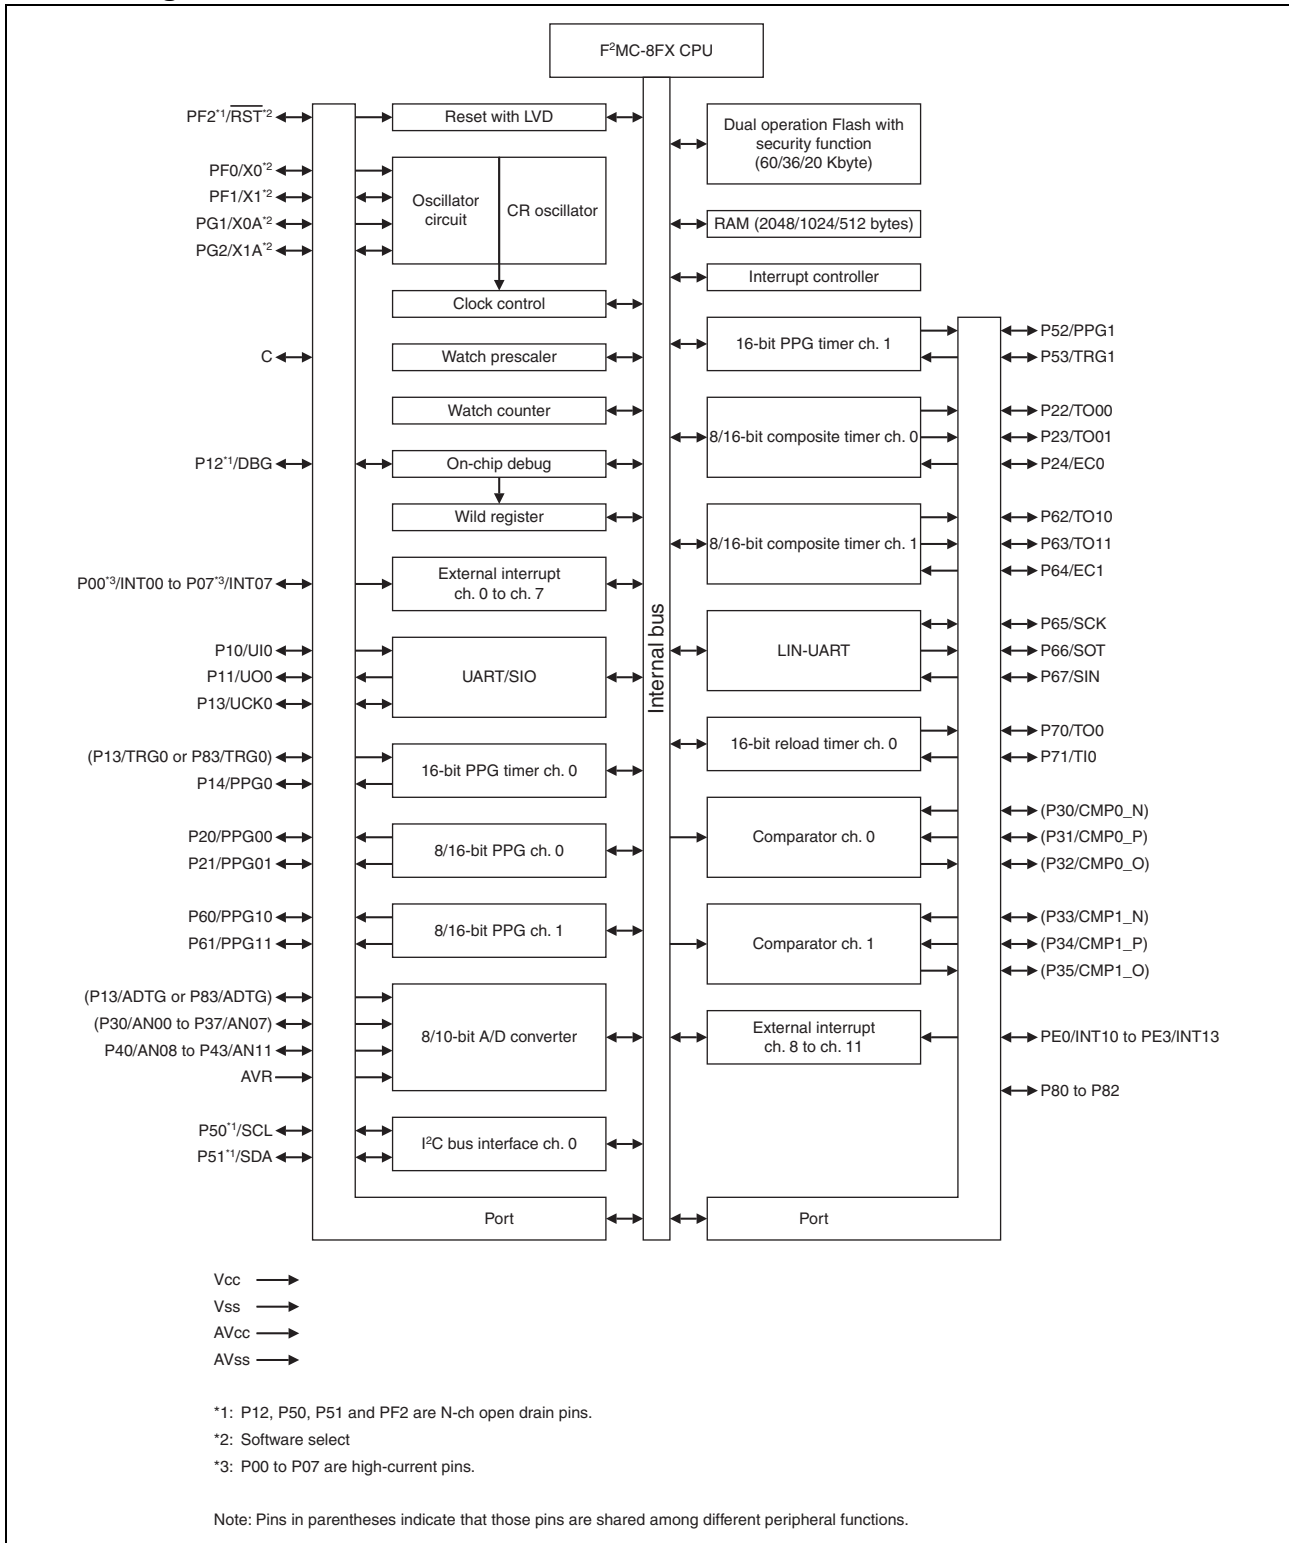 F²MC-8FX CPU
PF2*1/RST*2
Reset with LVD
Dual operation Flash with
security function
(60/36/20 Kbyte)
PF0/X0*2
PF1/X1*2
PG1/X0A*2
PG2/X1A*2
Oscillator
circuit
CR oscillator
RAM (2048/1024/512 bytes)
Interrupt controller
Clock control
C
Watch prescaler
16-bit PPG timer ch. 1
P52/PPG1
P53/TRG1
Watch counter
8/16-bit composite timer ch. 0
P22/TO00
P23/TO01
P24/EC0
P12*1/DBG
On-chip debug
Wild register
8/16-bit composite timer ch. 1
P62/TO10
P63/TO11
P64/EC1
P00*3/INT00 to P07*3/INT07
External interrupt
ch. 0 to ch. 7
Internal bus
P10/UI0
P11/UO0
P13/UCK0
UART/SIO
LIN-UART
P65/SCK
P66/SOT
P67/SIN
(P13/TRG0 or P83/TRG0)
P14/PPG0
16-bit PPG timer ch. 0
16-bit reload timer ch. 0
P70/TO0
P71/TI0
P20/PPG00
P21/PPG01
8/16-bit PPG ch. 0
Comparator ch. 0
(P30/CMP0_N)
(P31/CMP0_P)
(P32/CMP0_O)
P60/PPG10
P61/PPG11
8/16-bit PPG ch. 1
Comparator ch. 1
(P33/CMP1_N)
(P34/CMP1_P)
(P35/CMP1_O)
(P13/ADTG or P83/ADTG)
(P30/AN00 to P37/AN07)
P40/AN08 to P43/AN11
AVR
8/10-bit A/D converter
External interrupt
ch. 8 to ch. 11
PE0/INT10 to PE3/INT13
P80 to P82
P50*1/SCL
P51*1/SDA
I²C bus interface ch. 0
Port
Port
Vcc
Vss
AVcc
AVss
*1: P12, P50, P51 and PF2 are N-ch open drain pins.
*2: Software select
*3: P00 to P07 are high-current pins.
Note: Pins in parentheses indicate that those pins are shared among different peripheral functions.